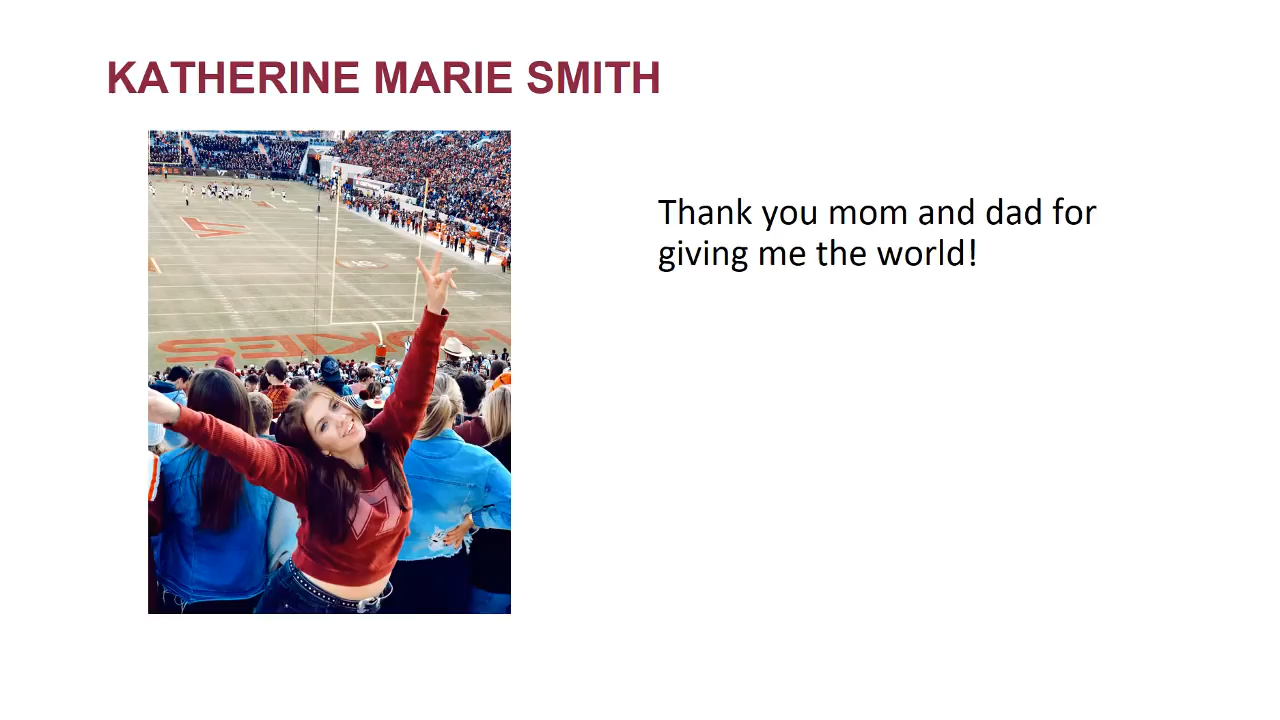 KATHERINE MARIE SMITH
Thank you mom and dad for
giving me the world!
HOKIES